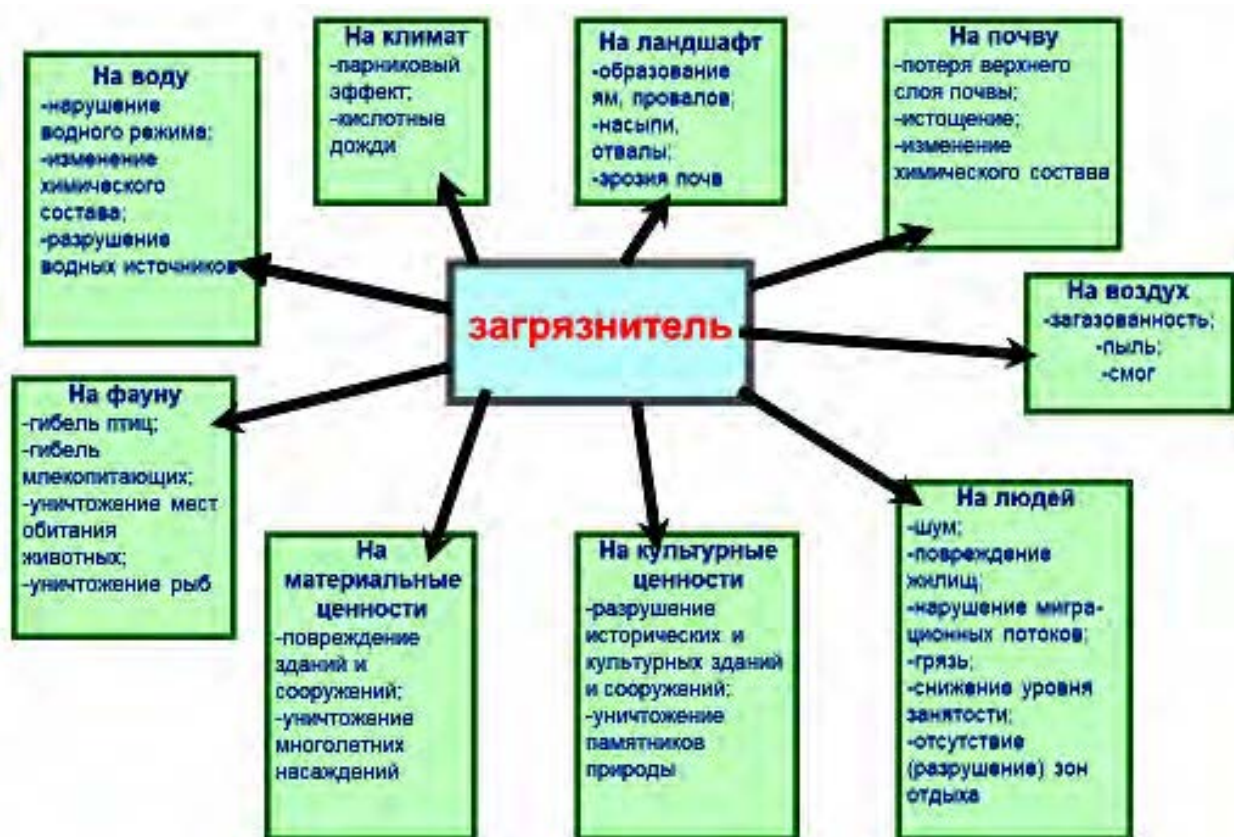 На воду
-нарушение
водного режима;
-изменение
химического
состава;
-разрушение
водных источников
На климат
-парниковый
эффект;
-кислотные
дожди
На ландшафт
-образование
ям, провалов;
-насыпи,
отвалы;
-эрозия почв
На почву
-потеря верхнего
слоя почвы;
-истощение;
-изменение
химического состава
загрязнитель
На воздух
-загазованность;
-пыль;
-смог
На фауну
-гибель птиц;
-гибель
млекопитающих;
-уничтожение мест
обитания
животных;
-уничтожение рыб
На
материальные
ценности
-повреждение
зданий и
сооружений;
-уничтожение
многолетних
насаждений
На культурные
ценности
-разрушение
исторических и
культурных зданий
и сооружений;
-уничтожение
памятников
природы
На людей
-шум;
-повреждение
жилищ;
-нарушение мигра-
ционных потоков;
-грязь;
-снижение уровня
занятости;
-отсутствие
(разрушение) зон
отдыха